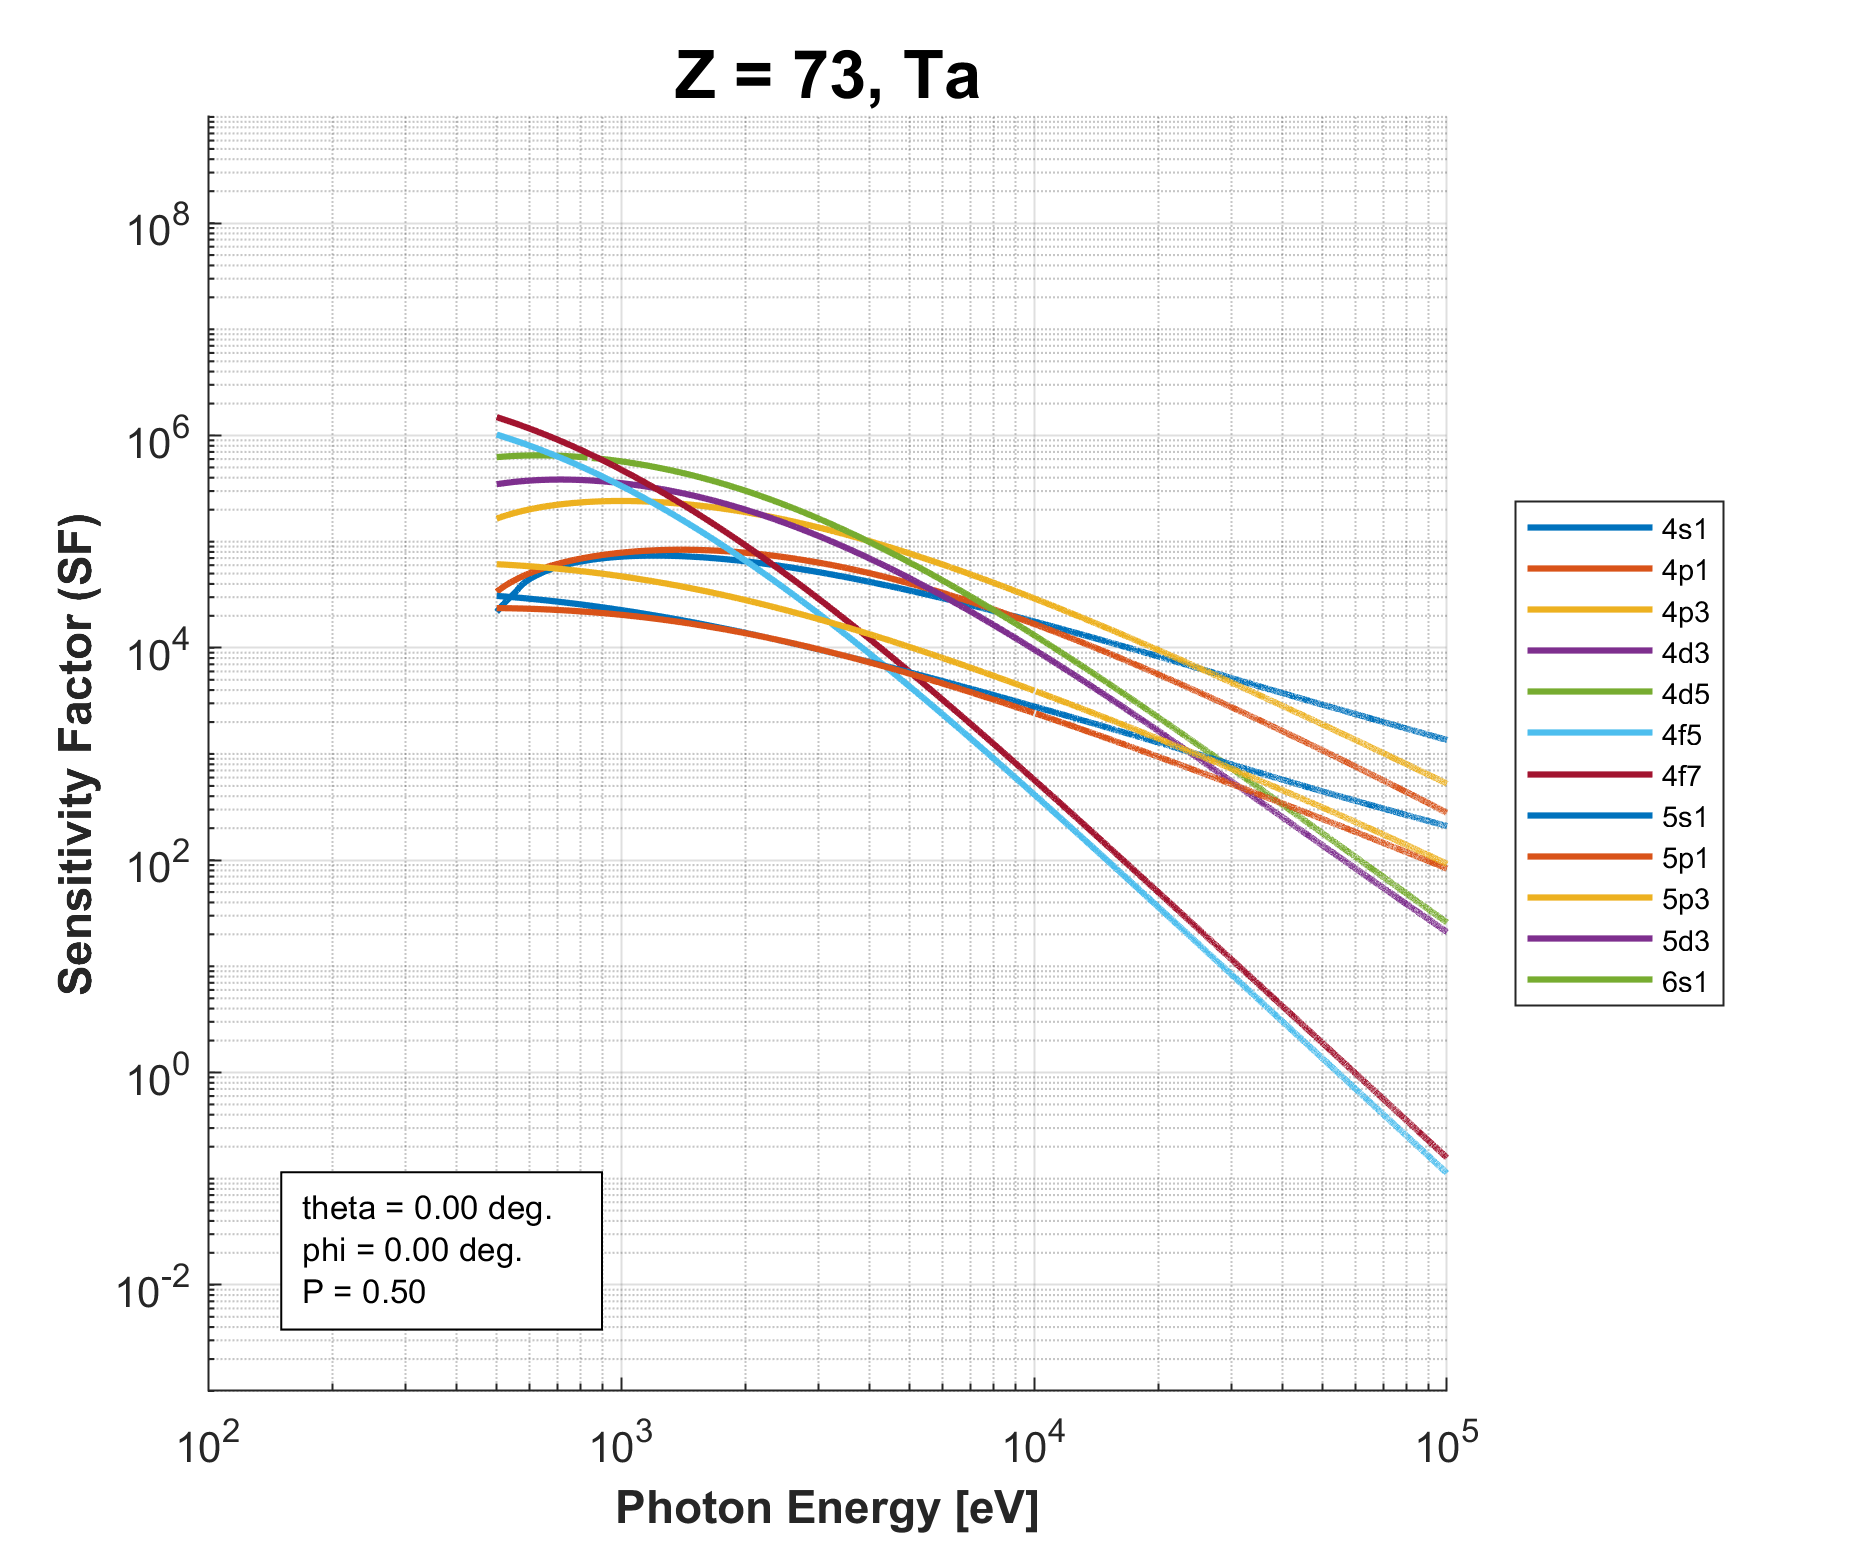 Z = 73, Ta
Sensitivity Factor (SF)
10^8
10^6
10^4
10^2
10^0
10^-2
10^2
10^3
10^4
10^5
Photon Energy [eV]
theta = 0.00 deg.
phi = 0.00 deg.
P = 0.50
4s1
4p1
4p3
4d3
4d5
4f5
4f7
5s1
5p1
5p3
5d3
6s1